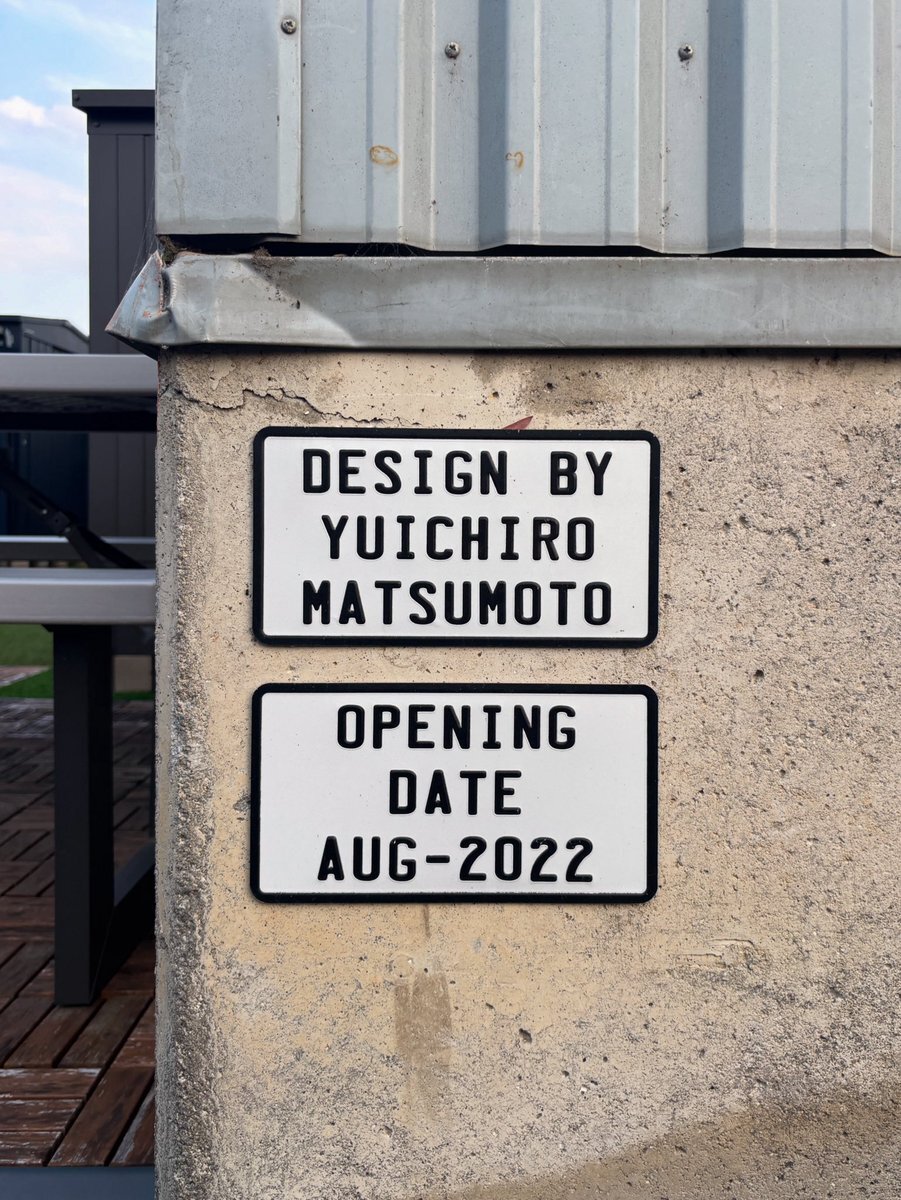 DESIGN BY
YUICHIRO
MATSUMOTO
OPENING
DATE
AUG-2022